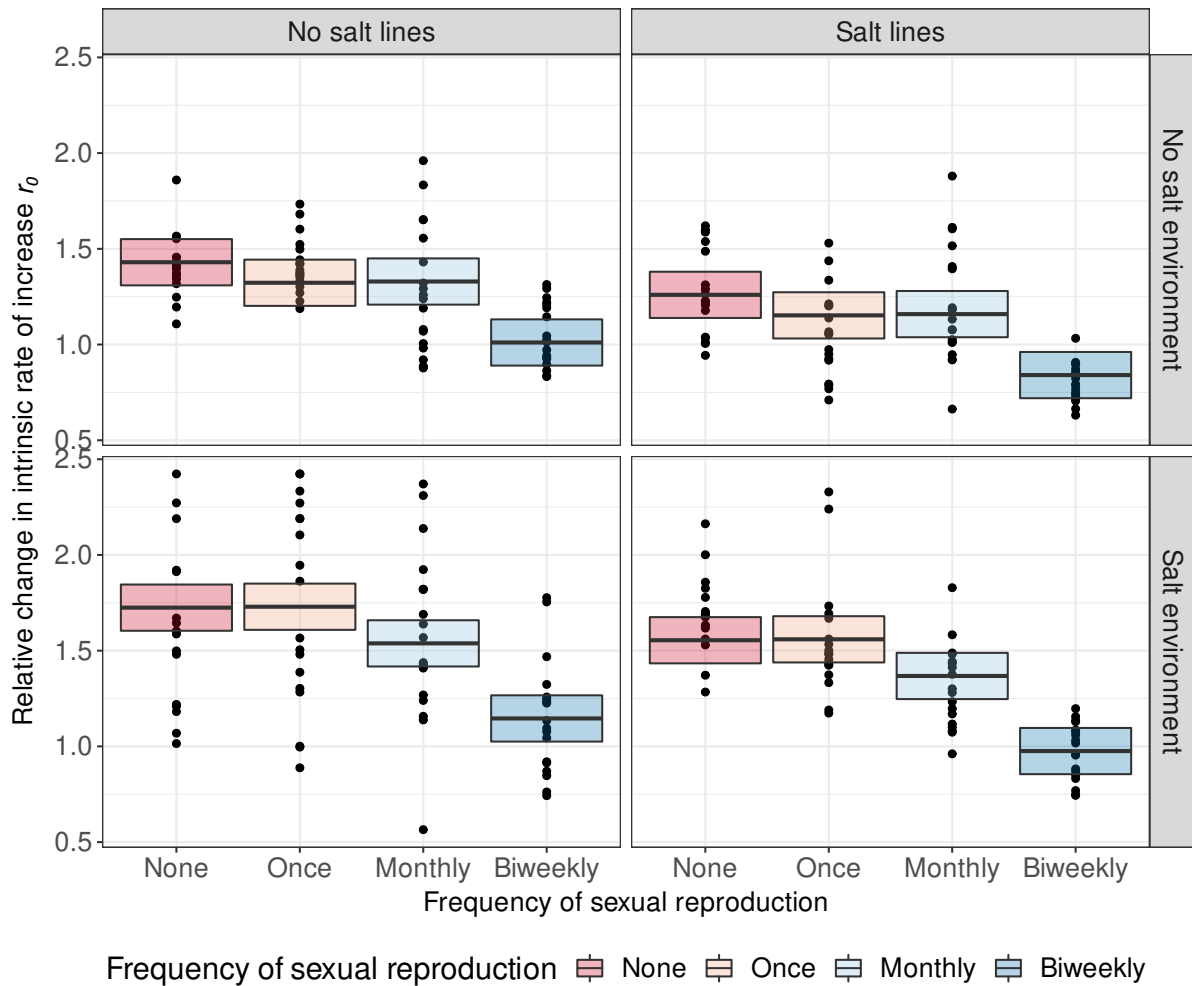 No salt lines
Salt lines
2.5
2.0
1.5
1.0
0.5
No salt environment
2.5
2.0
1.5
1.0
0.5
Salt environment
Relative change in intrinsic rate of increase r₀
None Once Monthly Biweekly
None Once Monthly Biweekly
Frequency of sexual reproduction
Frequency of sexual reproduction None Once Monthly Biweekly